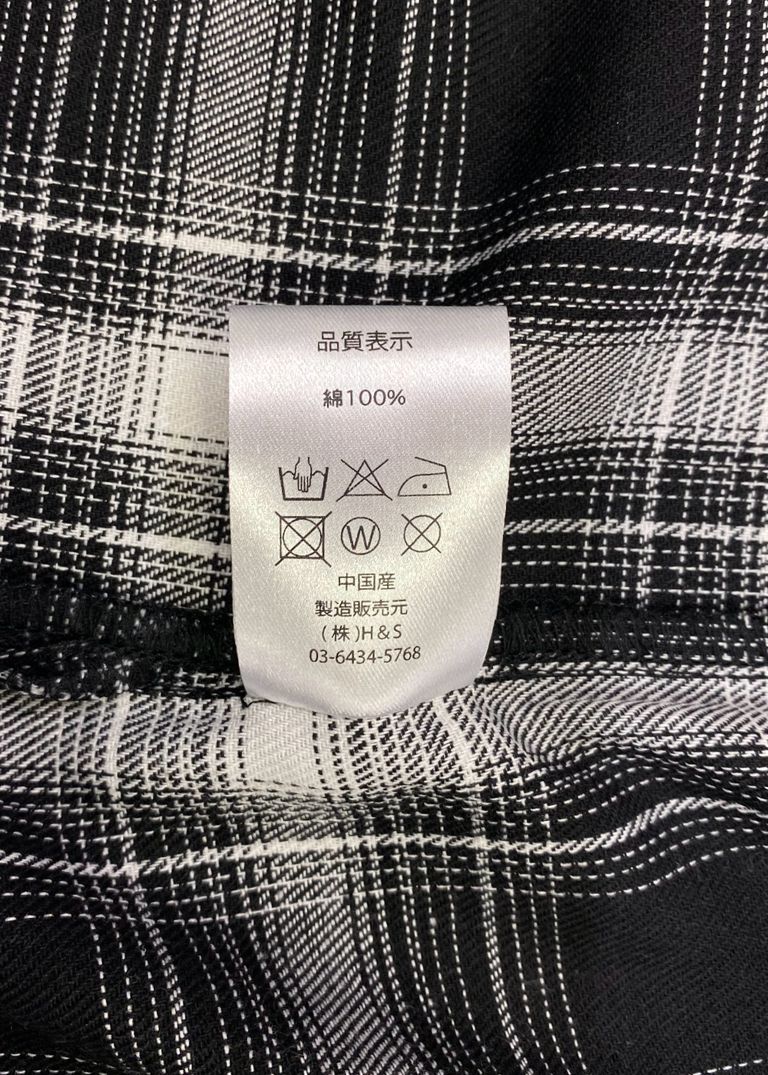 品質表示
綿100%
W
中国産
製造販売元
(株)H&S
03-6434-5768